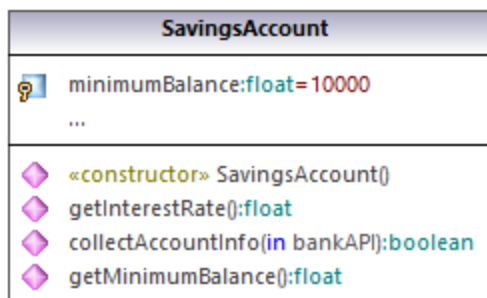 SavingsAccount
minimumBalance:float=10000
...
«constructor» SavingsAccount()
getInterestRate():float
collectAccountInfo(in bankAPI):boolean
getMinimumBalance():float